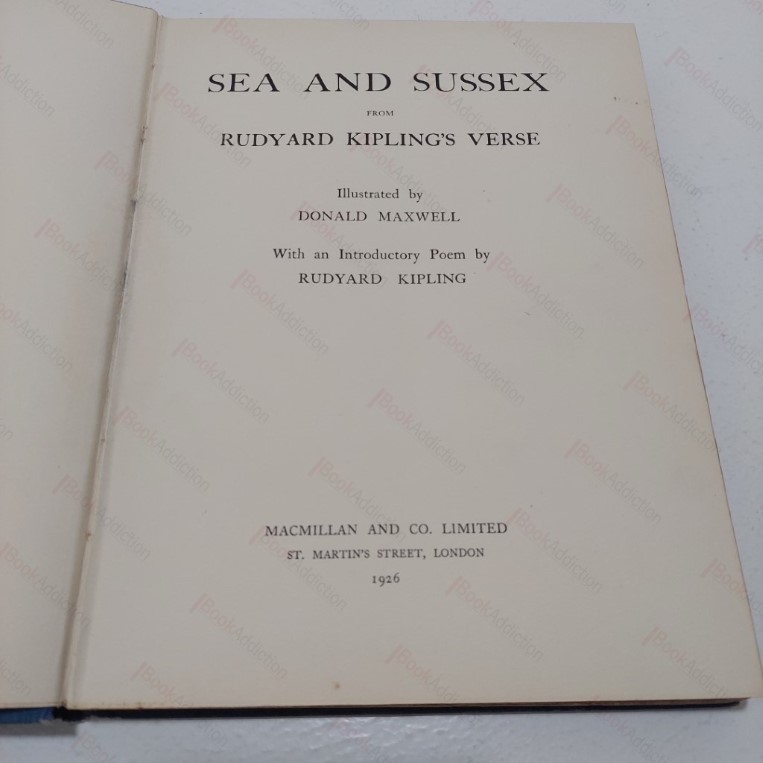 SEA AND SUSSEX
FROM
RUDYARD KIPLING'S VERSE
Illustrated by
DONALD MAXWELL
With an Introductory Poem by
RUDYARD KIPLING
MACMILLAN AND CO. LIMITED
ST. MARTIN'S STREET, LONDON
1926
BookAddiction